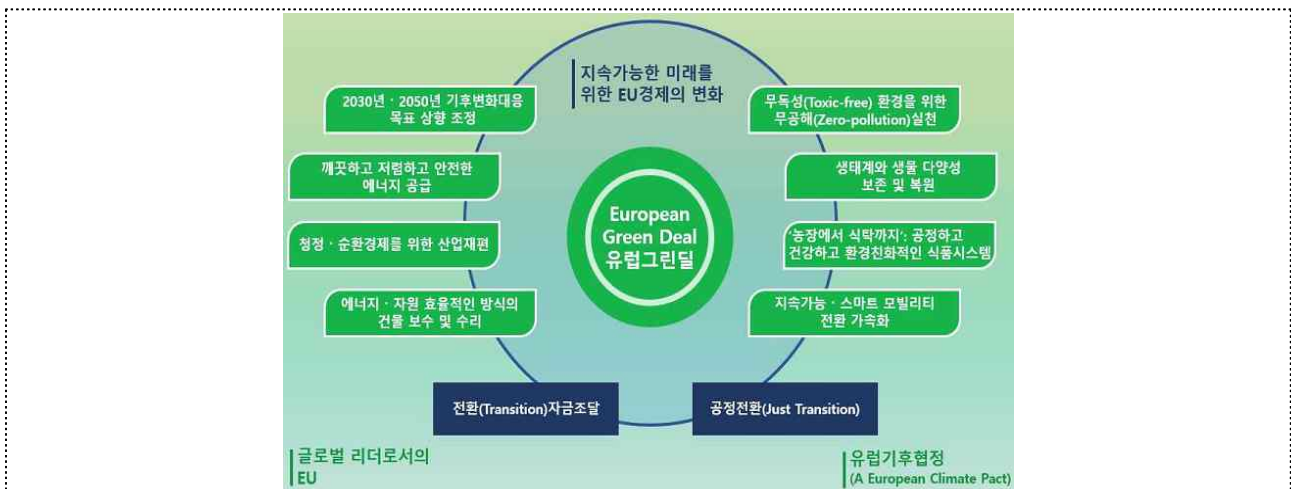 지속가능한 미래를
위한 EU경제의 변화
2030년 · 2050년 기후변화대응
목표 상향 조정
깨끗하고 저렴하고 안전한
에너지 공급
청정 · 순환경제를 위한 산업재편
에너지 · 자원 효율적인 방식의
건물 보수 및 수리
European
Green Deal
유럽그린딜
무독성(Toxic-free) 환경을 위한
무공해(Zero-pollution)실천
생태계와 생물 다양성
보존 및 복원
'농장에서 식탁까지': 공정하고
건강하고 환경친화적인 식품시스템
지속가능 · 스마트 모빌리티
전환 가속화
전환(Transition)자금조달
공정전환(Just Transition)
글로벌 리더로서의
EU
유럽기후협정
(A European Climate Pact)